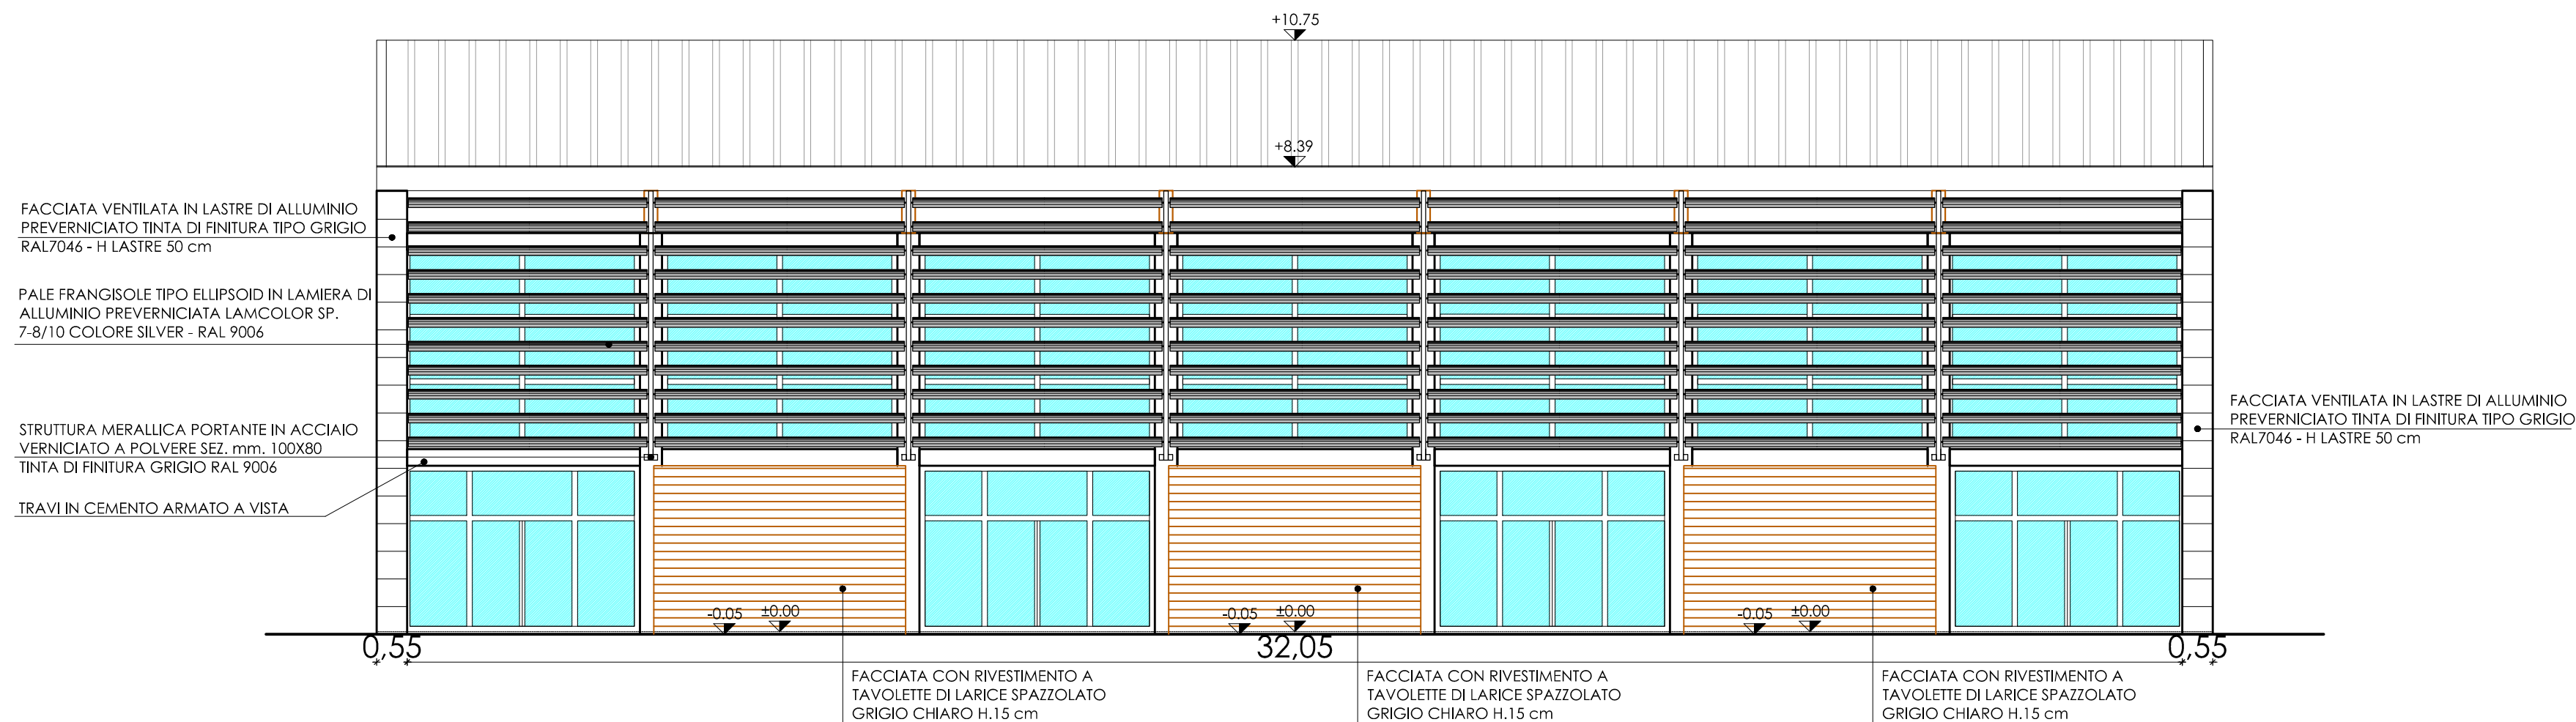 +10.75
+8.39
FACCIATA VENTILATA IN LASTRE DI ALLUMINIO
PREVERNICIATO TINTA DI FINITURA TIPO GRIGIO
RAL7046 - H LASTRE 50 cm
PALE FRANGISOLE TIPO ELLIPSOID IN LAMIERA DI
ALLUMINIO PREVERNICIATA LAMCOLOR SP.
7-8/10 COLORE SILVER - RAL 9006
STRUTTURA MERALLICA PORTANTE IN ACCIAIO
VERNICIATO A POLVERE SEZ. mm. 100X80
TINTA DI FINITURA GRIGIO RAL 9006
TRAVI IN CEMENTO ARMATO A VISTA
FACCIATA VENTILATA IN LASTRE DI ALLUMINIO
PREVERNICIATO TINTA DI FINITURA TIPO GRIGIO
RAL7046 - H LASTRE 50 cm
-0.05 ±0.00
-0.05 ±0.00
-0.05 ±0.00
0,55
32,05
0,55
FACCIATA CON RIVESTIMENTO A
TAVOLETTE DI LARICE SPAZZOLATO
GRIGIO CHIARO H.15 cm
FACCIATA CON RIVESTIMENTO A
TAVOLETTE DI LARICE SPAZZOLATO
GRIGIO CHIARO H.15 cm
FACCIATA CON RIVESTIMENTO A
TAVOLETTE DI LARICE SPAZZOLATO
GRIGIO CHIARO H.15 cm